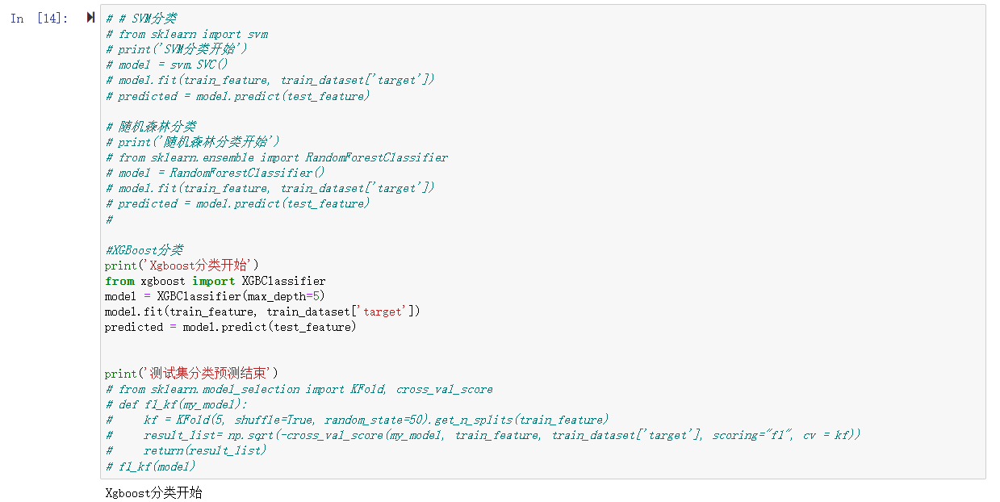 In [14]:
# # SVM分类
# from sklearn import svm
# print('SVM分类开始')
# model = svm.SVC()
# model.fit(train_feature, train_dataset['target'])
# predicted = model.predict(test_feature)
# 随机森林分类
# print('随机森林分类开始')
# from sklearn.ensemble import RandomForestClassifier
# model = RandomForestClassifier()
# model.fit(train_feature, train_dataset['target'])
# predicted = model.predict(test_feature)
#
#XGBoost分类
print('Xgboost分类开始')
from xgboost import XGBClassifier
model = XGBClassifier(max_depth=5)
model.fit(train_feature, train_dataset['target'])
predicted = model.predict(test_feature)
print('测试集分类预测结束')
# from sklearn.model_selection import KFold, cross_val_score
# def f1_kf(my_model):
#     kf = KFold(5, shuffle=True, random_state=50).get_n_splits(train_feature)
#     result_list= np.sqrt(-cross_val_score(my_model, train_feature, train_dataset['target'], scoring="f1", cv = kf))
#     return(result_list)
# f1_kf(model)
Xgboost分类开始